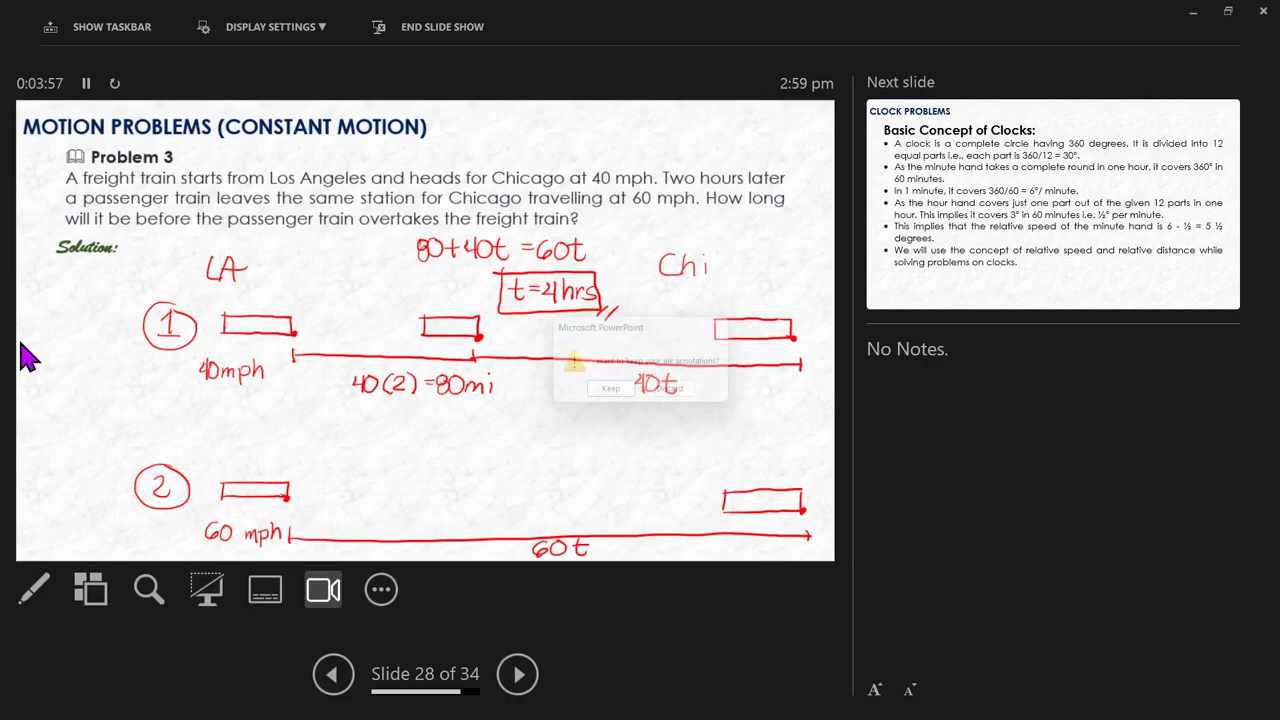 SHOW TASKBAR
DISPLAY SETTINGS ▼
END SLIDE SHOW
0:03:57
2:59 pm
MOTION PROBLEMS (CONSTANT MOTION)
Problem 3
A freight train starts from Los Angeles and heads for Chicago at 40 mph. Two hours later
a passenger train leaves the same station for Chicago travelling at 60 mph. How long
will it be before the passenger train overtakes the freight train?
Solution:
80+40t = 60t
LA
Chi
t = 4 hrs
1
Microsoft PowerPoint
Want to keep your ink annotations?
Keep
Discard
40mph
40(2) = 80mi
40t
2
60 mph
60t
Slide 28 of 34
Next slide
CLOCK PROBLEMS
Basic Concept of Clocks:
• A clock is a complete circle having 360 degrees. It is divided into 12
equal parts i.e., each part is 360/12 = 30°.
• As the minute hand takes a complete round in one hour, it covers 360° in
60 minutes.
• In 1 minute, it covers 360/60 = 6°/ minute.
• As the hour hand covers just one part out of the given 12 parts in one
hour. This implies it covers 3° in 60 minutes i.e. ½° per minute.
• This implies that the relative speed of the minute hand is 6 - ½ = 5 ½
degrees.
• We will use the concept of relative speed and relative distance while
solving problems on clocks.
No Notes.
A A